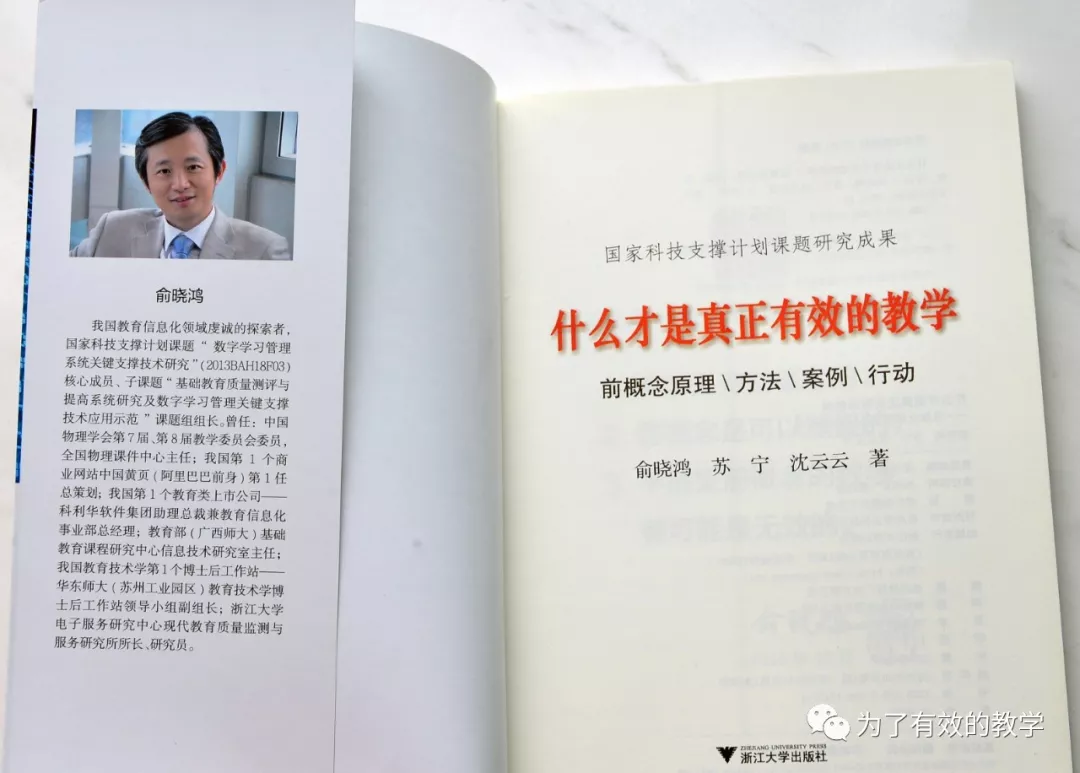 俞晓鸿
我国教育信息化领域虔诚的探索者，
国家科技支撑计划课题“数字学习管理
系统关键支撑技术研究”(2013BAH18F03)
核心成员、子课题“基础教育质量测评与
提高系统研究及数字学习管理关键支撑
技术应用示范”课题组组长。曾任：中国
物理学会第7届、第8届教学委员会委员，
全国物理课件中心主任；我国第1个商
业网站中国黄页(阿里巴巴前身)第1任
总策划；我国第1个教育类上市公司——
科利华软件集团助理总裁兼教育信息化
事业部总经理；教育部(广西师大)基础
教育课程研究中心信息技术研究室主任；
我国教育技术学第1个博士后工作站——
华东师大(苏州工业园区)教育技术学博
士后工作站领导小组副组长；浙江大学
电子服务研究中心现代教育质量监测与
服务研究所所长、研究员。
国家科技支撑计划课题研究成果
什么才是真正有效的教学
前概念原理\方法\案例\行动
俞晓鸿 苏 宁 沈云云 著
ZHEJIANG UNIVERSITY PRESS
浙江大学出版社
为了有效的教学